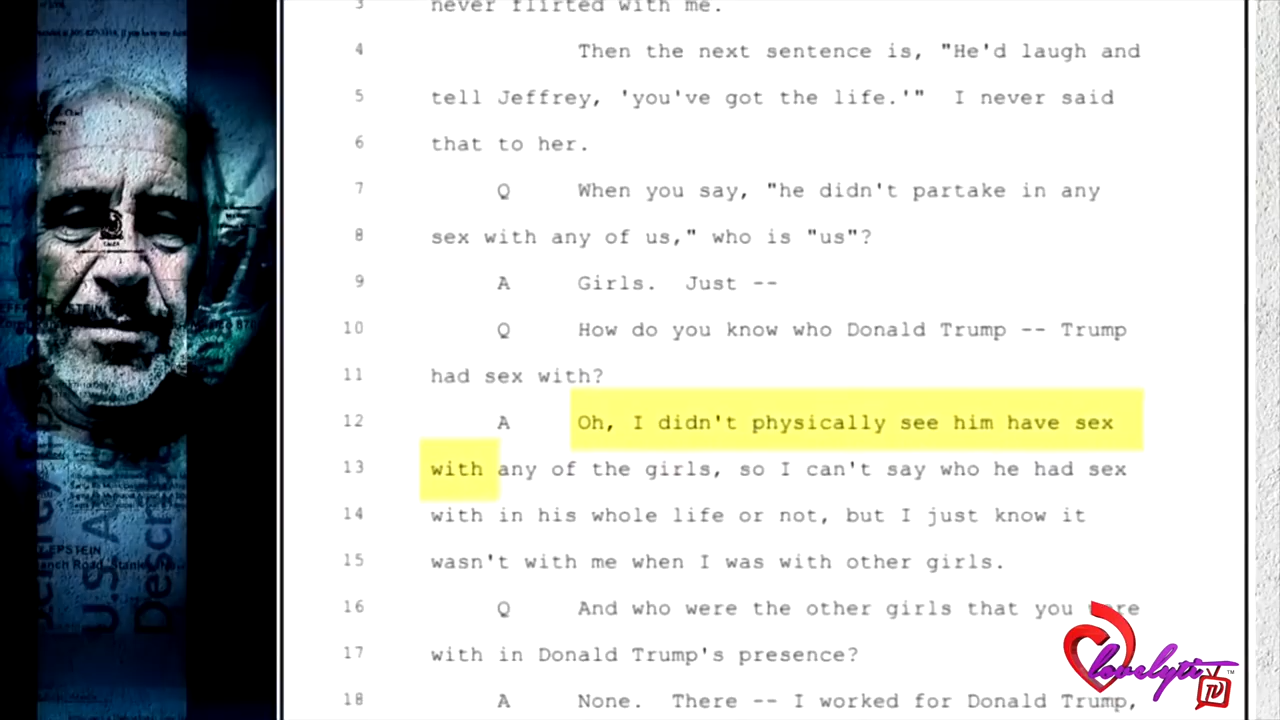 3 never flirted with me.
4 Then the next sentence is, "He'd laugh and
5 tell Jeffrey, 'you've got the life.'" I never said
6 that to her.
7 Q When you say, "he didn't partake in any
8 sex with any of us," who is "us"?
9 A Girls. Just --
10 Q How do you know who Donald Trump -- Trump
11 had sex with?
12 A Oh, I didn't physically see him have sex
13 with any of the girls, so I can't say who he had sex
14 with in his whole life or not, but I just know it
15 wasn't with me when I was with other girls.
16 Q And who were the other girls that you were
17 with in Donald Trump's presence?
18 A None. There -- I worked for Donald Trump,
EPSTEIN
EPSTEIN
lovelyti TV